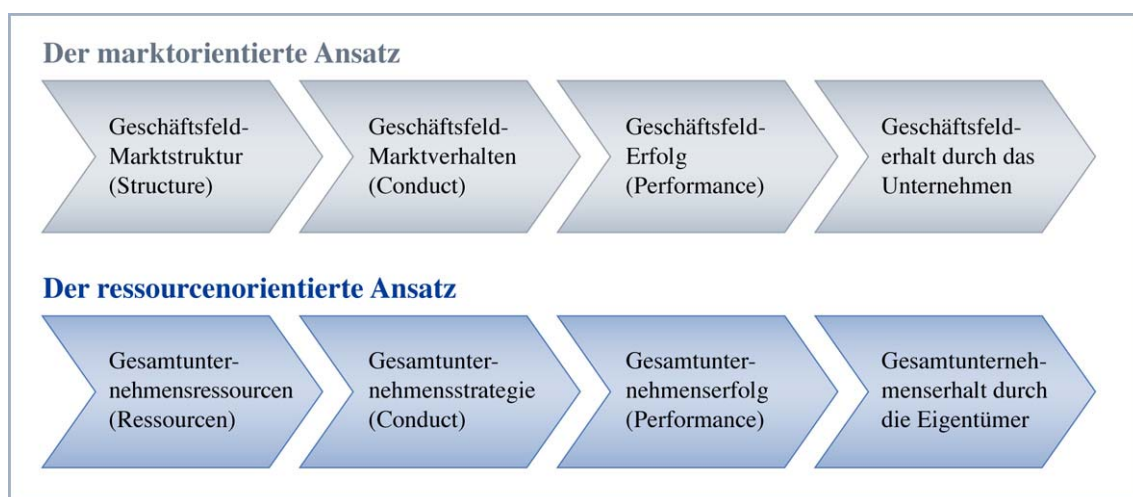 Der marktorientierte Ansatz
Geschäftsfeld-
Marktstruktur
(Structure)
Geschäftsfeld-
Marktverhalten
(Conduct)
Geschäftsfeld-
Erfolg
(Performance)
Geschäftsfeld-
erhalt durch das
Unternehmen
Der ressourcenorientierte Ansatz
Gesamtunter-
nehmensressourcen
(Ressourcen)
Gesamtunter-
nehmensstrategie
(Conduct)
Gesamtunter-
nehmenserfolg
(Performance)
Gesamtunterneh-
menserhalt durch
die Eigentümer